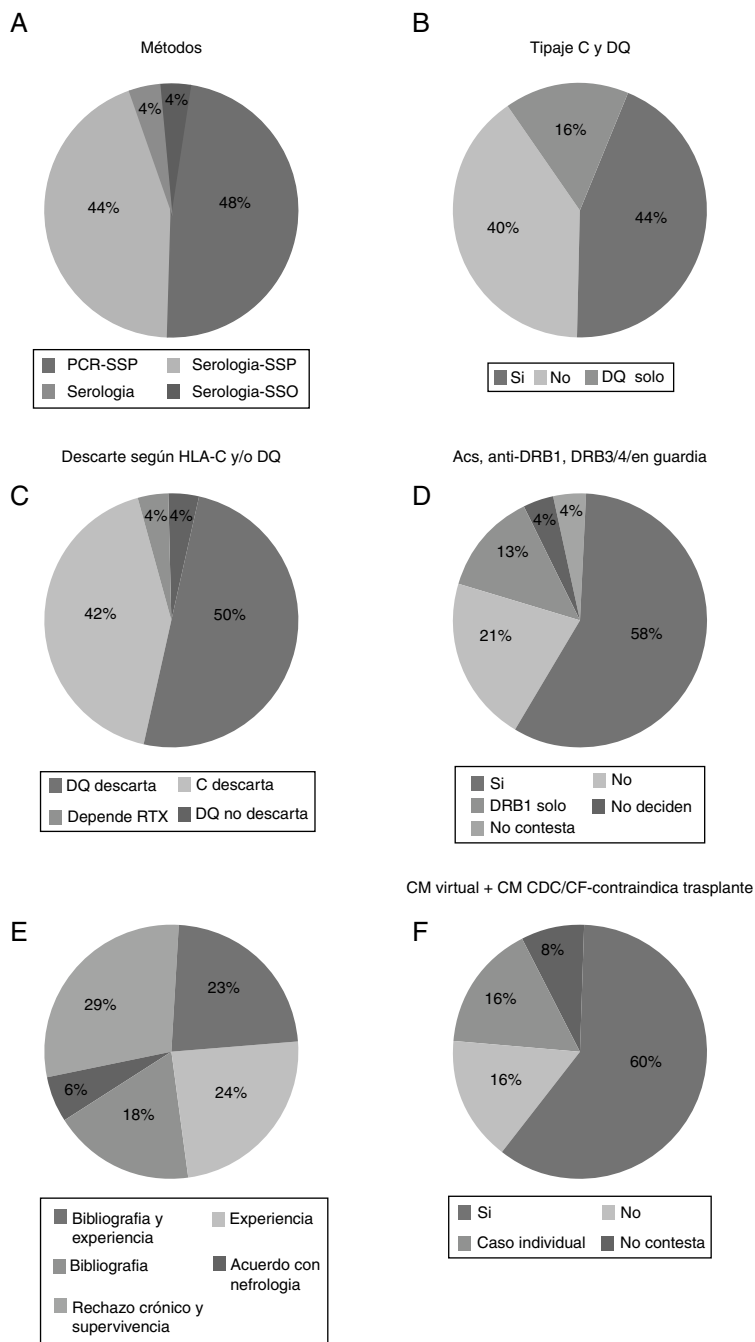 A
Métodos
4%
4%
44%
48%
PCR-SSP
Serologia-SSP
Serologia
Serologia-SSO
B
Tipaje C y DQ
16%
40%
44%
Si
No
DQ solo
C
Descarte según HLA-C y/o DQ
4%
4%
42%
50%
DQ descarta
C descarta
Depende RTX
DQ no descarta
D
Acs, anti-DRB1, DRB3/4/en guardia
4%
4%
13%
21%
58%
Si
No
DRB1 solo
No deciden
No contesta
E
29%
23%
6%
18%
24%
Bibliografia y
experiencia
Experiencia
Bibliografia
Acuerdo con
nefrologia
Rechazo crónico y
supervivencia
CM virtual + CM CDC/CF-contraindica trasplante
F
8%
16%
16%
60%
Si
No
Caso individual
No contesta